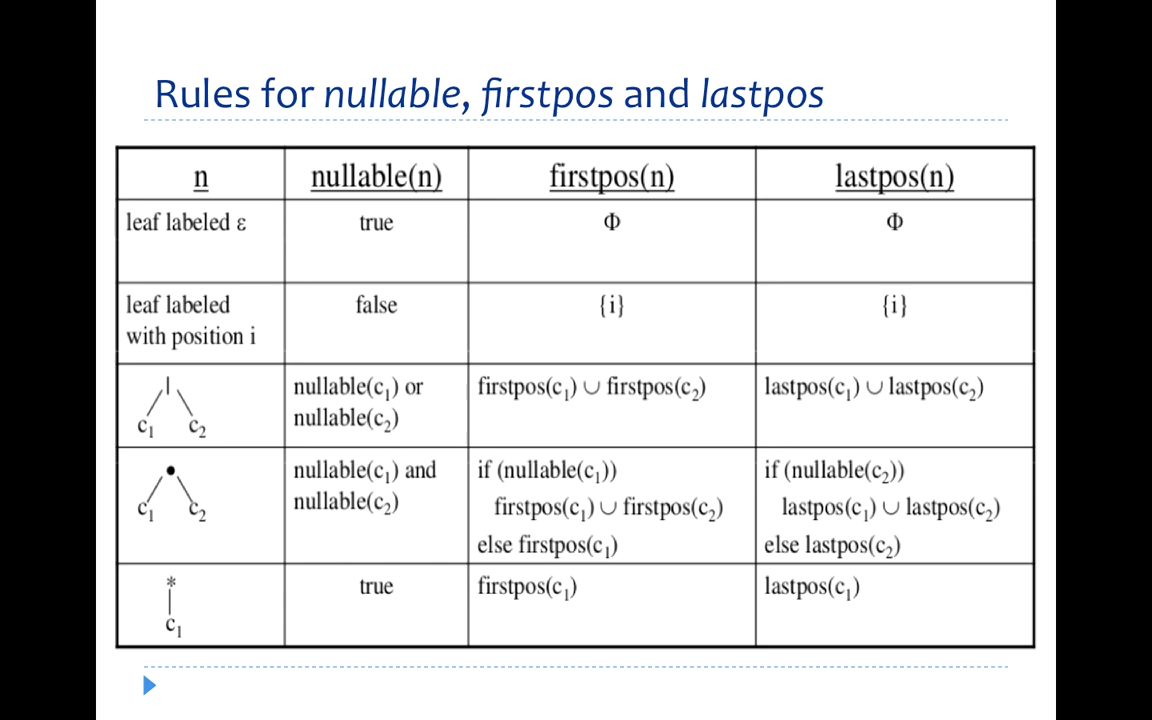 Rules for nullable, firstpos and lastpos
n nullable(n) firstpos(n) lastpos(n)
leaf labeled ε true Φ Φ
leaf labeled false {i} {i}
with position i
| nullable(c₁) or firstpos(c₁) ∪ firstpos(c₂) lastpos(c₁) ∪ lastpos(c₂)
c₁ c₂ nullable(c₂)
• nullable(c₁) and if (nullable(c₁)) if (nullable(c₂))
c₁ c₂ nullable(c₂) firstpos(c₁) ∪ firstpos(c₂) lastpos(c₁) ∪ lastpos(c₂)
else firstpos(c₁) else lastpos(c₂)
* true firstpos(c₁) lastpos(c₁)
c₁